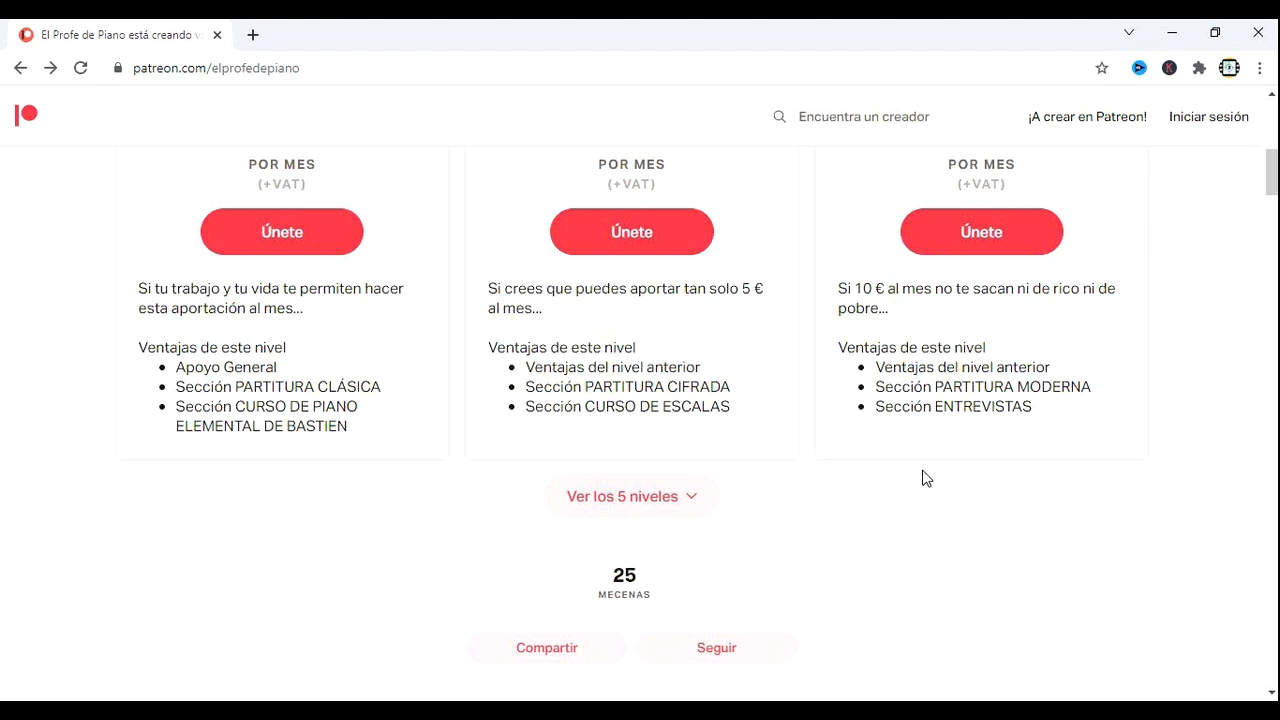 El Profe de Piano está creando v
patreon.com/elprofedepiano
Encuentra un creador
¡A crear en Patreon!
Iniciar sesión
POR MES
(+VAT)
Únete
Si tu trabajo y tu vida te permiten hacer
esta aportación al mes...
Ventajas de este nivel
Apoyo General
Sección PARTITURA CLÁSICA
Sección CURSO DE PIANO
ELEMENTAL DE BASTIEN
POR MES
(+VAT)
Únete
Si crees que puedes aportar tan solo 5 €
al mes...
Ventajas de este nivel
Ventajas del nivel anterior
Sección PARTITURA CIFRADA
Sección CURSO DE ESCALAS
POR MES
(+VAT)
Únete
Si 10 € al mes no te sacan ni de rico ni de
pobre...
Ventajas de este nivel
Ventajas del nivel anterior
Sección PARTITURA MODERNA
Sección ENTREVISTAS
Ver los 5 niveles
25
MECENAS
Compartir
Seguir